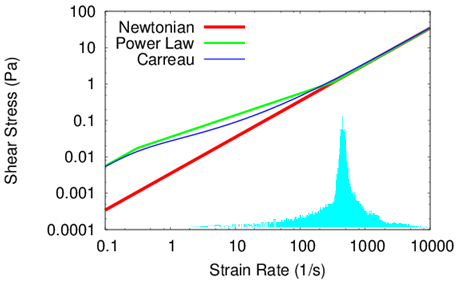 100
10
1
0.1
0.01
0.001
0.0001
Shear Stress (Pa)
Newtonian
Power Law
Carreau
0.1 1 10 100 1000 10000
Strain Rate (1/s)